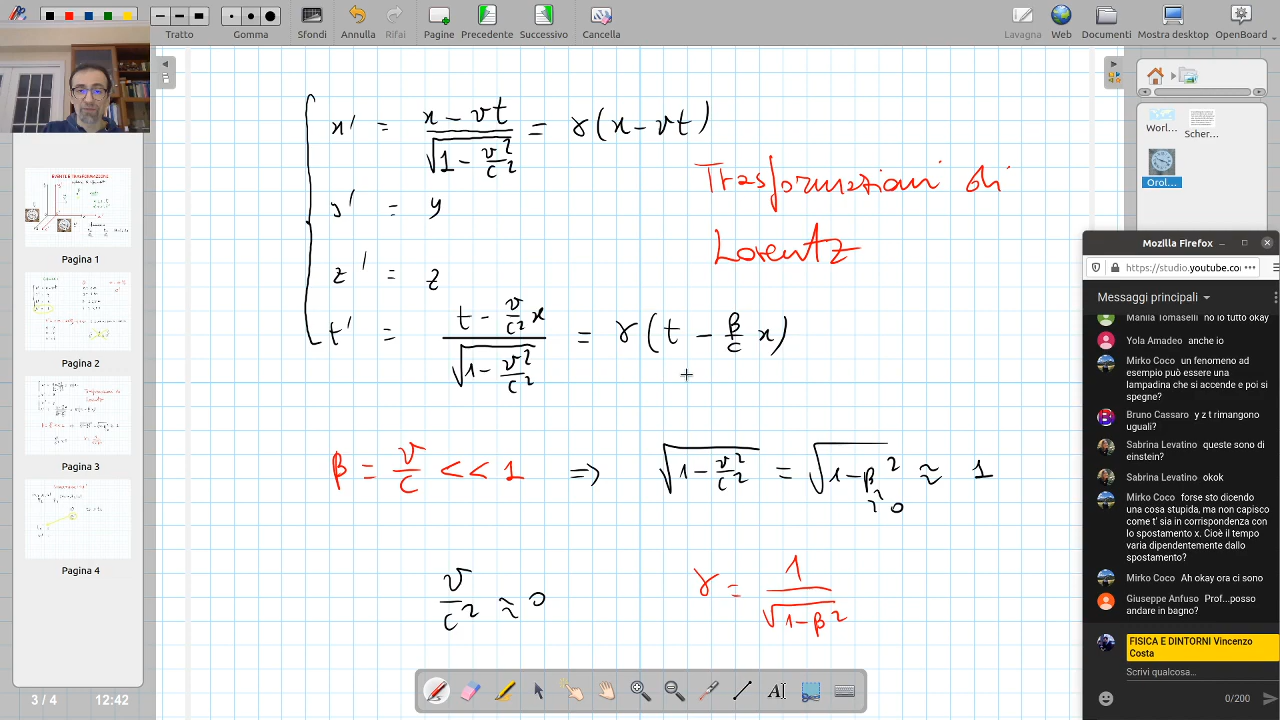 Tratto
Gomma
Sfondi
Annulla
Rifai
Pagine
Precedente
Successivo
Cancella
Lavagna
Web
Documenti
Mostra desktop
OpenBoard
x' = x - vt / √1 - v²/c² = γ(x - vt)
Trasformazioni di
Lorentz
y' = y
z' = z
t' = t - v/c² x / √1 - v²/c² = γ(t - β/c x)
β = v/c << 1 ⇒ √1 - v²/c² = √1-β² ≈ 1
≈ 0
v/c² ≈ 0
γ = 1/√1-β²
Pagina 1
Pagina 2
Pagina 3
Pagina 4
3 / 4
12:42
Worl...
Scher...
Orol...
Mozilla Firefox
https://studio.youtube.co
Messaggi principali
Manila Tomaselli no io tutto okay
Yola Amadeo anche io
Mirko Coco un fenomeno ad
esempio può essere una
lampadina che si accende e poi si
spegne?
Bruno Cassaro y z t rimangono
uguali?
Sabrina Levatino queste sono di
einstein?
Sabrina Levatino okok
Mirko Coco forse sto dicendo
una cosa stupida, ma non capisco
come t' sia in corrispondenza con
lo spostamento x. Cioè il tempo
varia dipendentemente dallo
spostamento?
Mirko Coco Ah okay ora ci sono
Giuseppe Anfuso Prof...posso
andare in bagno?
FISICA E DINTORNI Vincenzo
Costa
Scrivi qualcosa...
0/200